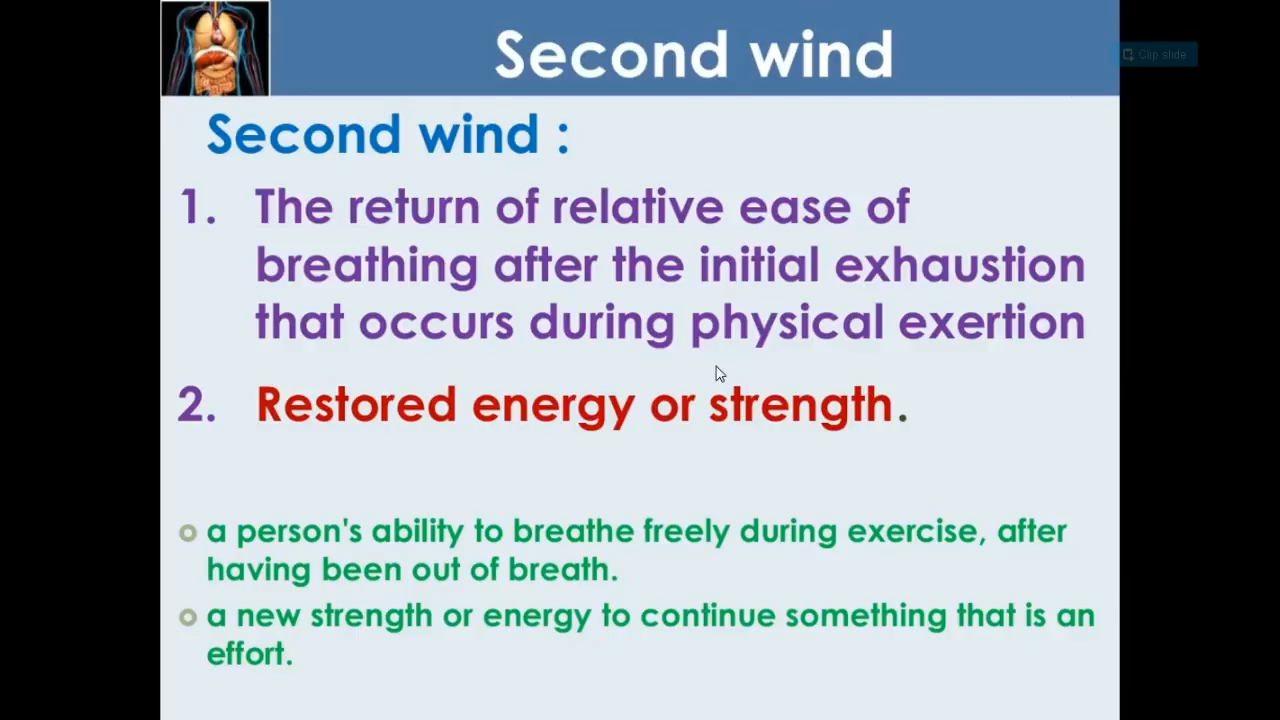 Second wind
Clip slide
Second wind :
1. The return of relative ease of
breathing after the initial exhaustion
that occurs during physical exertion
2. Restored energy or strength.
a person's ability to breathe freely during exercise, after
having been out of breath.
a new strength or energy to continue something that is an
effort.